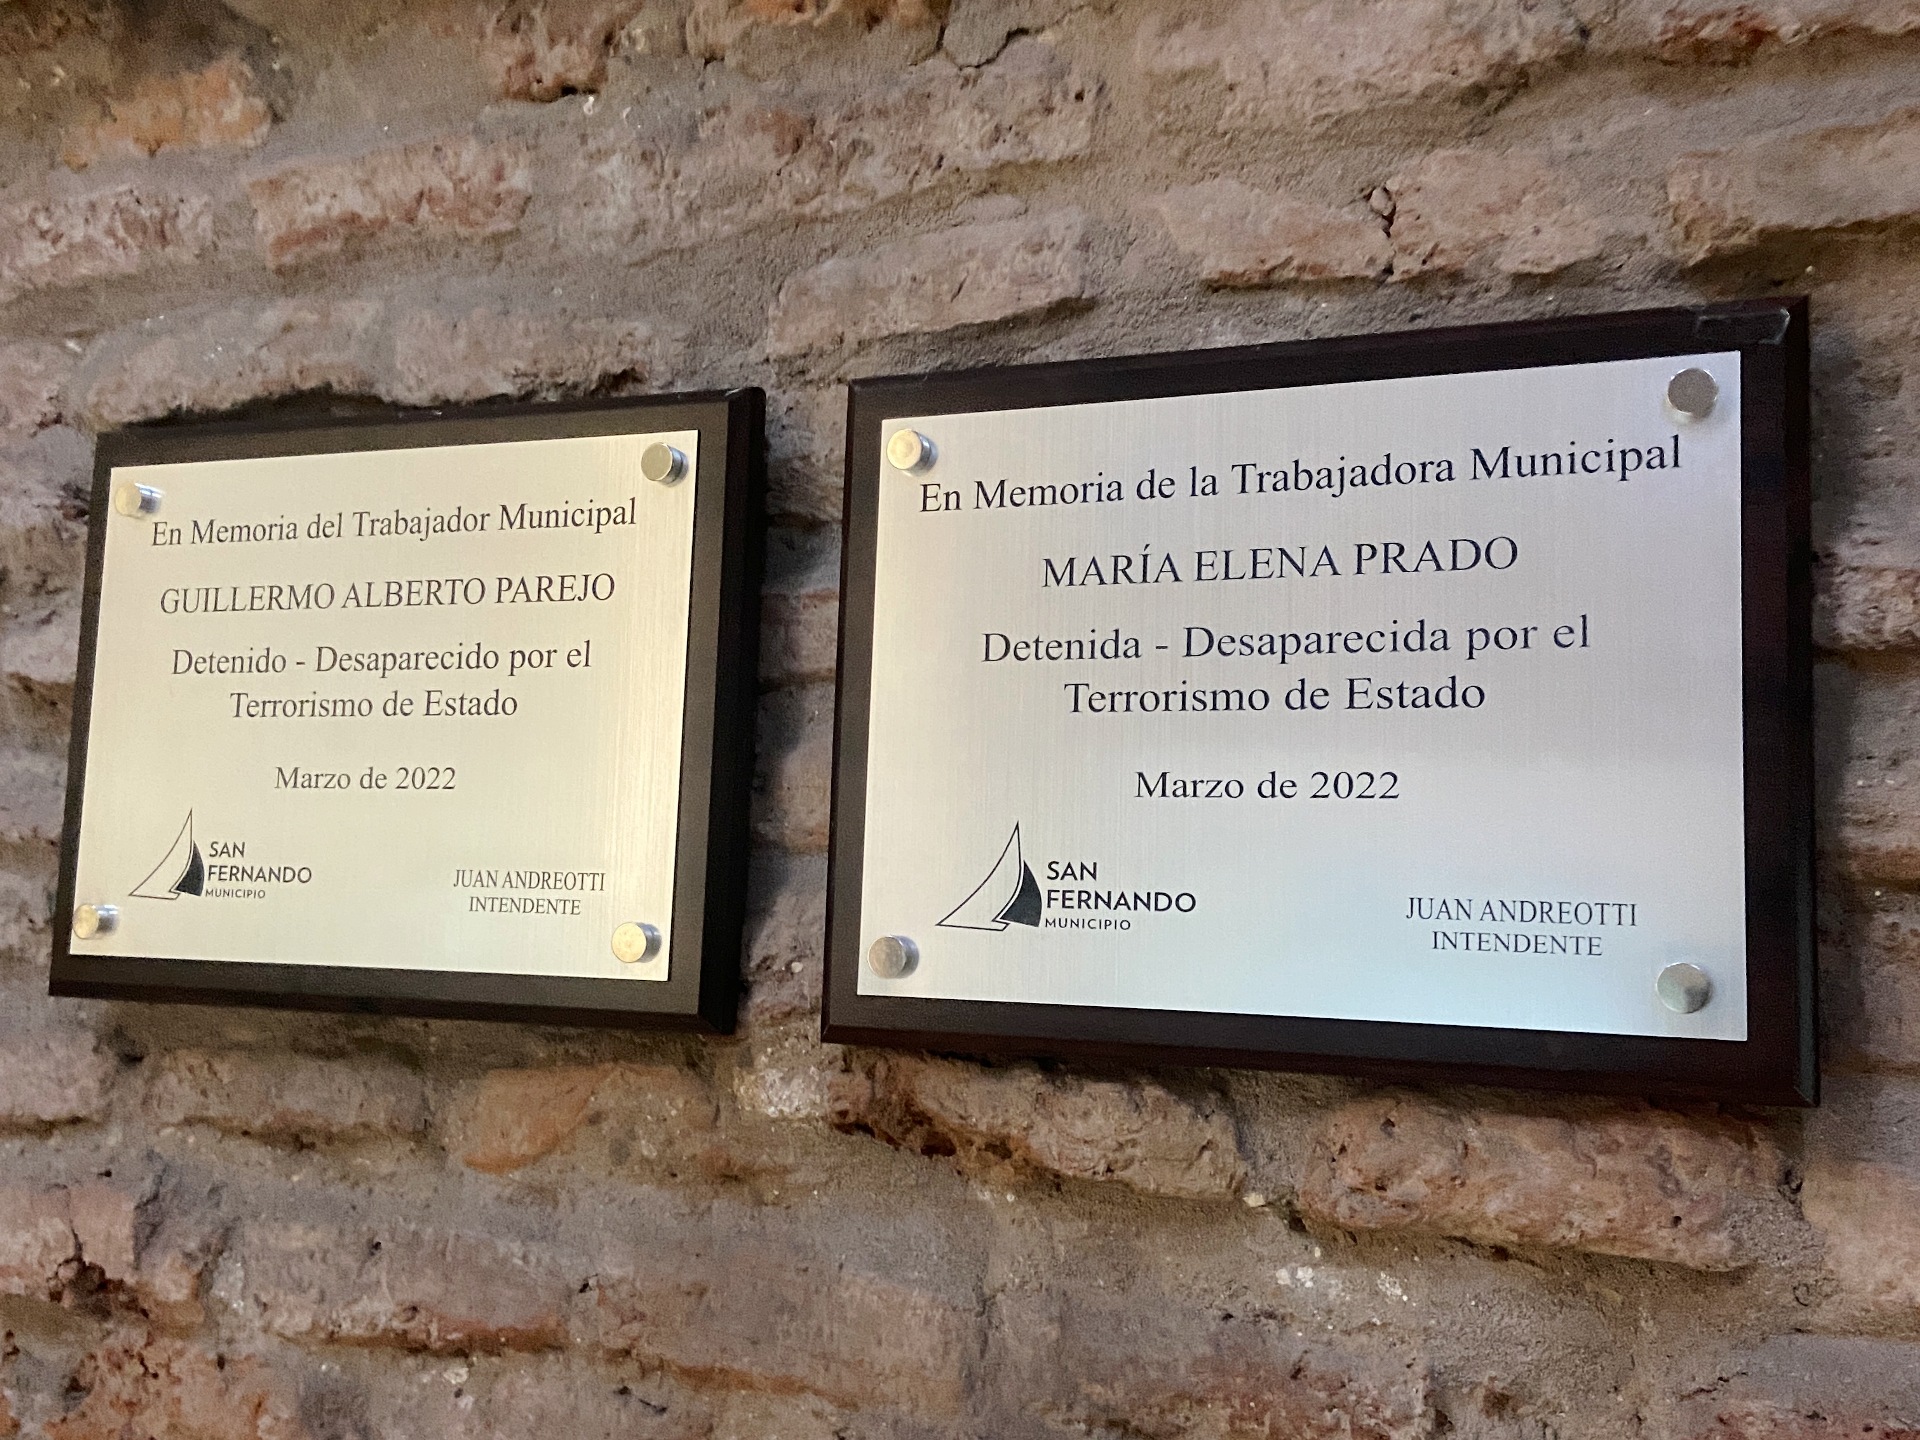 En Memoria del Trabajador Municipal
GUILLERMO ALBERTO PAREJO
Detenido - Desaparecido por el
Terrorismo de Estado
Marzo de 2022
SAN
FERNANDO
MUNICIPIO
JUAN ANDREOTTI
INTENDENTE
En Memoria de la Trabajadora Municipal
MARÍA ELENA PRADO
Detenida - Desaparecida por el
Terrorismo de Estado
Marzo de 2022
SAN
FERNANDO
MUNICIPIO
JUAN ANDREOTTI
INTENDENTE